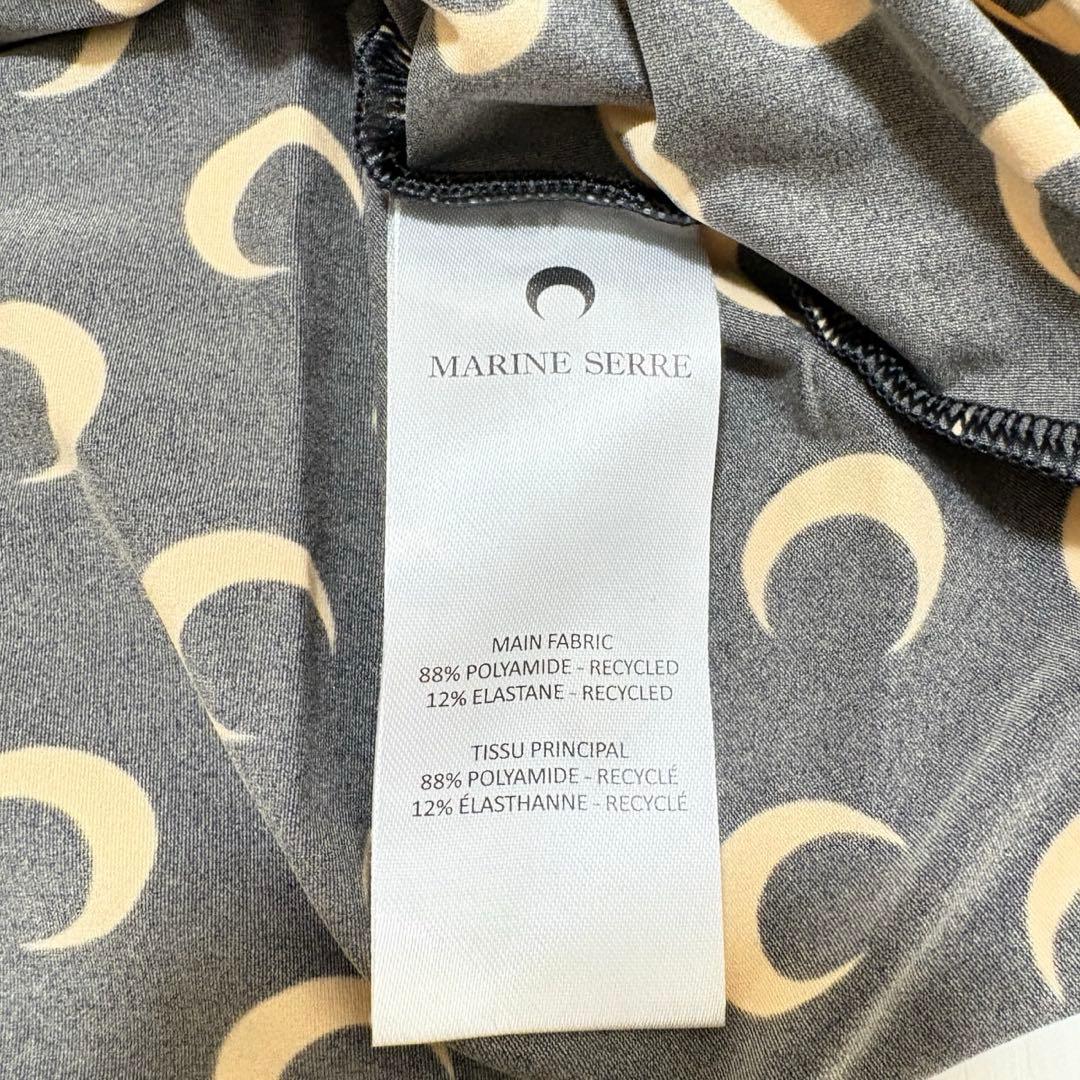 MARINE SERRE
MAIN FABRIC
88% POLYAMIDE - RECYCLED
12% ELASTANE - RECYCLED
TISSU PRINCIPAL
88% POLYAMIDE - RECYCLÉ
12% ÉLASTHANNE - RECYCLÉ